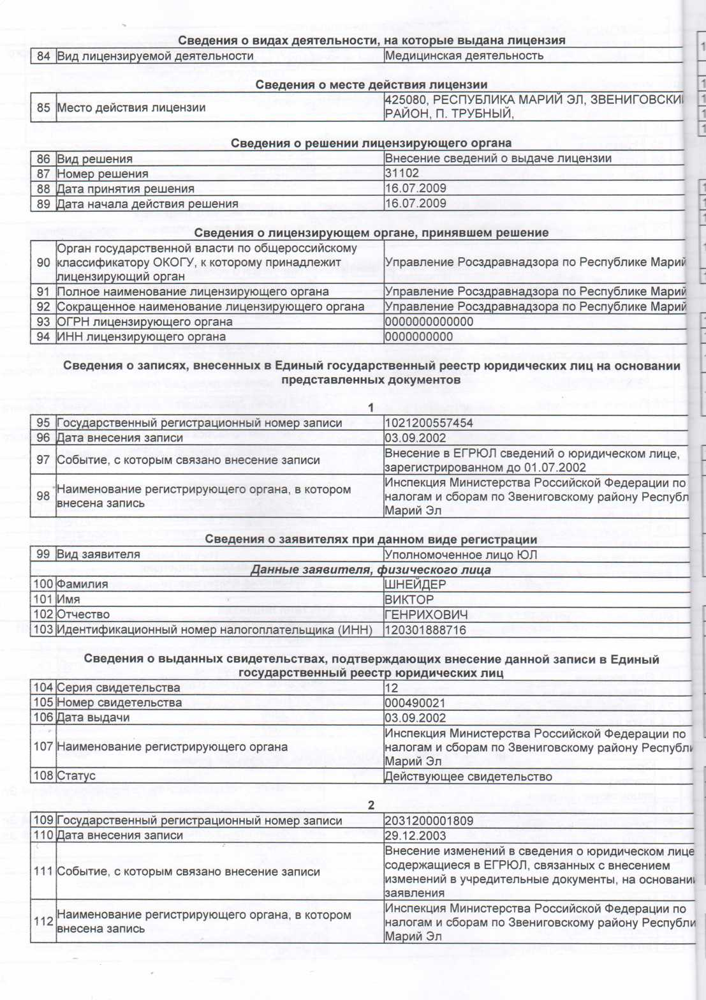 Сведения о видах деятельности, на которые выдана лицензия
84 Вид лицензируемой деятельности Медицинская деятельность
Сведения о месте действия лицензии
85 Место действия лицензии 425080, РЕСПУБЛИКА МАРИЙ ЭЛ, ЗВЕНИГОВСКИ
РАЙОН, П. ТРУБНЫЙ,
Сведения о решении лицензирующего органа
86 Вид решения Внесение сведений о выдаче лицензии
87 Номер решения 31102
88 Дата принятия решения 16.07.2009
89 Дата начала действия решения 16.07.2009
Сведения о лицензирующем органе, принявшем решение
90 Орган государственной власти по общероссийскому
классификатору ОКОГУ, к которому принадлежит
лицензирующий орган Управление Росздравнадзора по Республике Марий
91 Полное наименование лицензирующего органа Управление Росздравнадзора по Республике Марий
92 Сокращенное наименование лицензирующего органа Управление Росздравнадзора по Республике Марий
93 ОГРН лицензирующего органа 0000000000000
94 ИНН лицензирующего органа 0000000000
Сведения о записях, внесенных в Единый государственный реестр юридических лиц на основании
представленных документов
1
95 Государственный регистрационный номер записи 1021200557454
96 Дата внесения записи 03.09.2002
97 Событие, с которым связано внесение записи Внесение в ЕГРЮЛ сведений о юридическом лице,
зарегистрированном до 01.07.2002
98 Наименование регистрирующего органа, в котором
внесена запись Инспекция Министерства Российской Федерации по
налогам и сборам по Звениговскому району Республ
Марий Эл
Сведения о заявителях при данном виде регистрации
99 Вид заявителя Уполномоченное лицо ЮЛ
Данные заявителя, физического лица
100 Фамилия ШНЕЙДЕР
101 Имя ВИКТОР
102 Отчество ГЕНРИХОВИЧ
103 Идентификационный номер налогоплательщика (ИНН) 120301888716
Сведения о выданных свидетельствах, подтверждающих внесение данной записи в Единый
государственный реестр юридических лиц
104 Серия свидетельства 12
105 Номер свидетельства 000490021
106 Дата выдачи 03.09.2002
107 Наименование регистрирующего органа Инспекция Министерства Российской Федерации по
налогам и сборам по Звениговскому району Республи
Марий Эл
108 Статус Действующее свидетельство
2
109 Государственный регистрационный номер записи 2031200001809
110 Дата внесения записи 29.12.2003
111 Событие, с которым связано внесение записи Внесение изменений в сведения о юридическом лице
содержащиеся в ЕГРЮЛ, связанных с внесением
изменений в учредительные документы, на основани
заявления
112 Наименование регистрирующего органа, в котором
внесена запись Инспекция Министерства Российской Федерации по
налогам и сборам по Звениговскому району Республи
Марий Эл